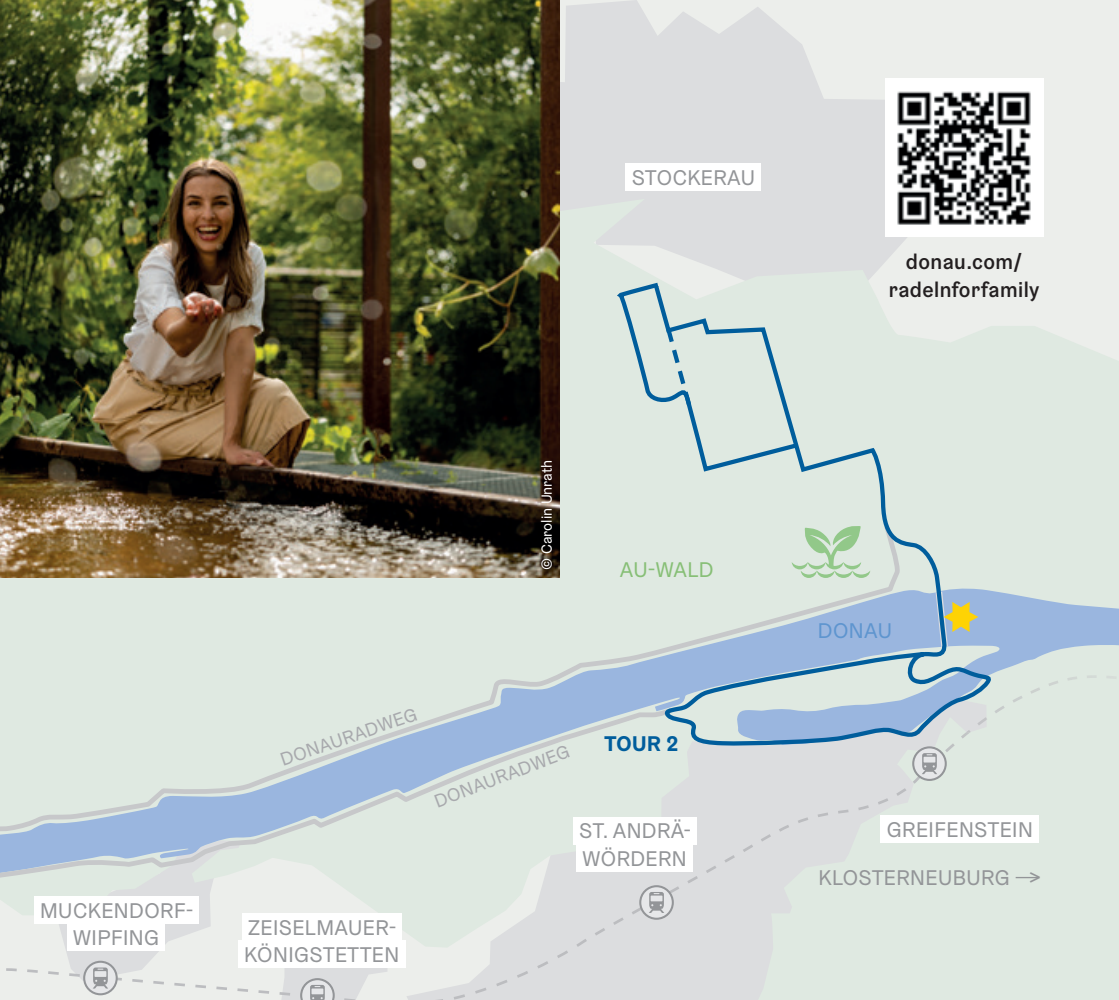 © Carolin Unrath
STOCKERAU
donau.com/
radelnforfamily
AU-WALD
DONAU
DONAURADWEG
DONAURADWEG
TOUR 2
ST. ANDRÄ-
WÖRDERN
GREIFENSTEIN
KLOSTERNEUBURG →
MUCKENDORF-
WIPFING
ZEISELMAUER-
KÖNIGSTETTEN